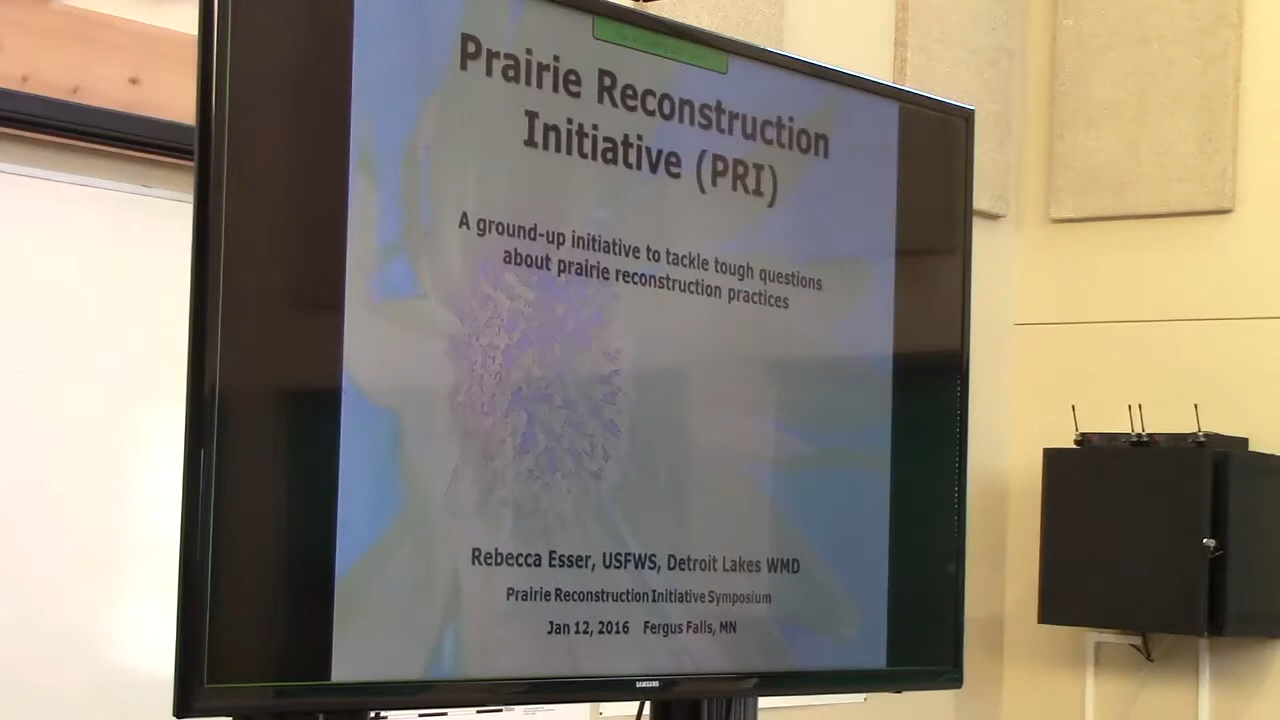 Prairie Reconstruction
Initiative (PRI)
A ground-up initiative to tackle tough questions
about prairie reconstruction practices
Rebecca Esser, USFWS, Detroit Lakes WMD
Prairie Reconstruction Initiative Symposium
Jan 12, 2016 Fergus Falls, MN
SAMSUNG